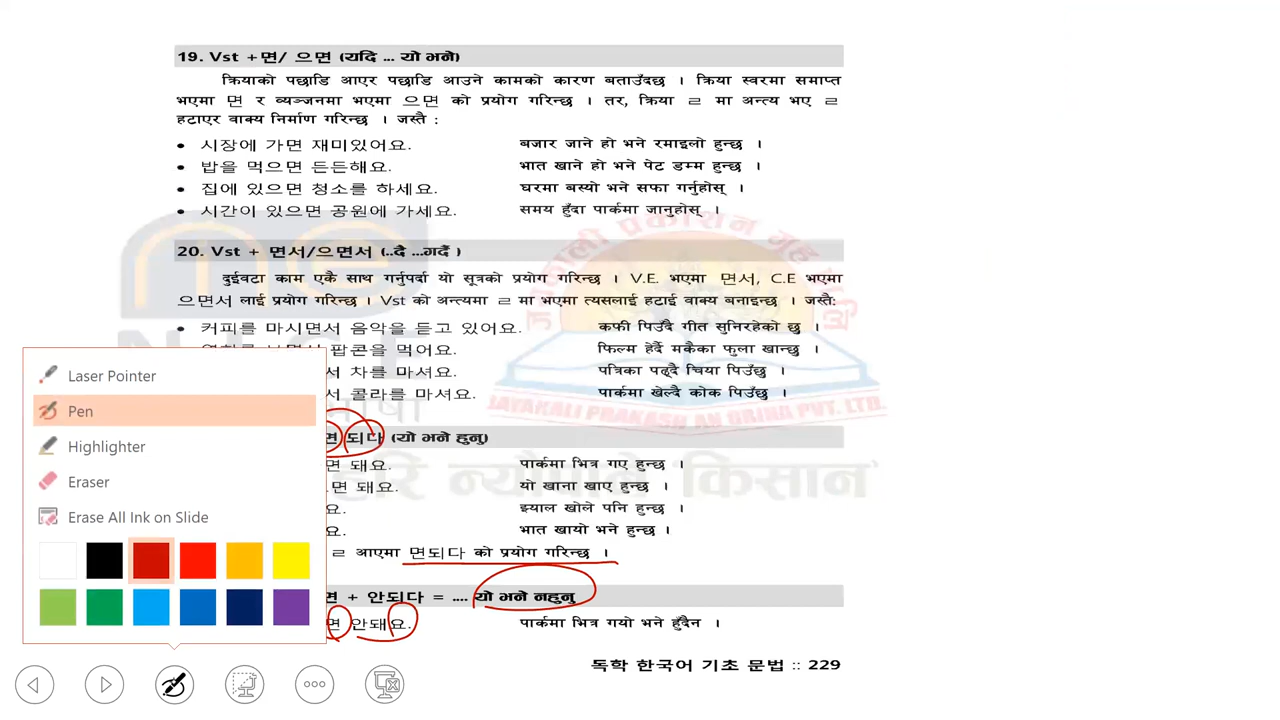 19. Vst +면/ 으면 (यदि ... यो भने)
क्रियाको पछाडि आएर पछाडि आउने कामको कारण बताउँदछ । क्रिया स्वरमा समाप्त
भएमा 면 र व्यञ्जनमा भएमा 으면 को प्रयोग गरिन्छ । तर, क्रिया ㄹ मा अन्त्य भए ㄹ
हटाएर वाक्य निर्माण गरिन्छ । जस्तै :
• 시장에 가면 재미있어요. बजार जाने हो भने रमाइलो हुन्छ ।
• 밥을 먹으면 든든해요. भात खाने हो भने पेट डम्म हुन्छ ।
• 집에 있으면 청소를 하세요. घरमा बस्यो भने सफा गर्नुहोस् ।
• 시간이 있으면 공원에 가세요. समय हुँदा पार्कमा जानुहोस् ।
20. Vst + 면서/으면서 (..दै ...गर्दै )
दुईवटा काम एकै साथ गर्नुपर्दा यो सूत्रको प्रयोग गरिन्छ । V.E. भएमा 면서, C.E भएमा
으면서 लाई प्रयोग गरिन्छ । Vst को अन्त्यमा ㄹ मा भएमा त्यसलाई हटाई वाक्य बनाइन्छ । जस्तै:
• 커피를 마시면서 음악을 듣고 있어요. कफी पिउँदै गीत सुनिरहेको छु ।
팝콘을 먹어요. फिल्म हेर्दै मकैका फुला खान्छु ।
서 차를 마셔요. पत्रिका पढ्दै चिया पिउँछु ।
서 콜라를 마셔요. पार्कमा खेल्दै कोक पिउँछु ।
면 되다 (यो भने हुनु)
면 돼요. पार्कमा भित्र गए हुन्छ ।
면 돼요. यो खाना खाए हुन्छ ।
요. झ्याल खोले पनि हुन्छ ।
요. भात खायो भने हुन्छ ।
ㄹ आएमा 면되다 को प्रयोग गरिन्छ ।
면 + 안되다 = .... यो भने नहुनु
면 안돼요. पार्कमा भित्र गयो भने हुँदैन ।
독학 한국어 기초 문법 :: 229
Laser Pointer
Pen
Highlighter
Eraser
Erase All Ink on Slide